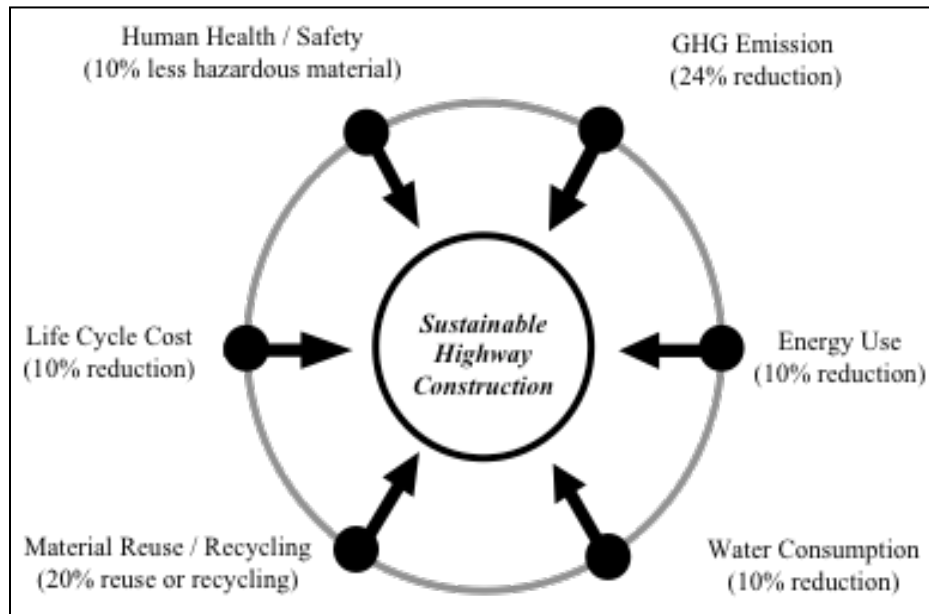 Human Health / Safety
(10% less hazardous material)
GHG Emission
(24% reduction)
Life Cycle Cost
(10% reduction)
Sustainable
Highway
Construction
Energy Use
(10% reduction)
Material Reuse / Recycling
(20% reuse or recycling)
Water Consumption
(10% reduction)